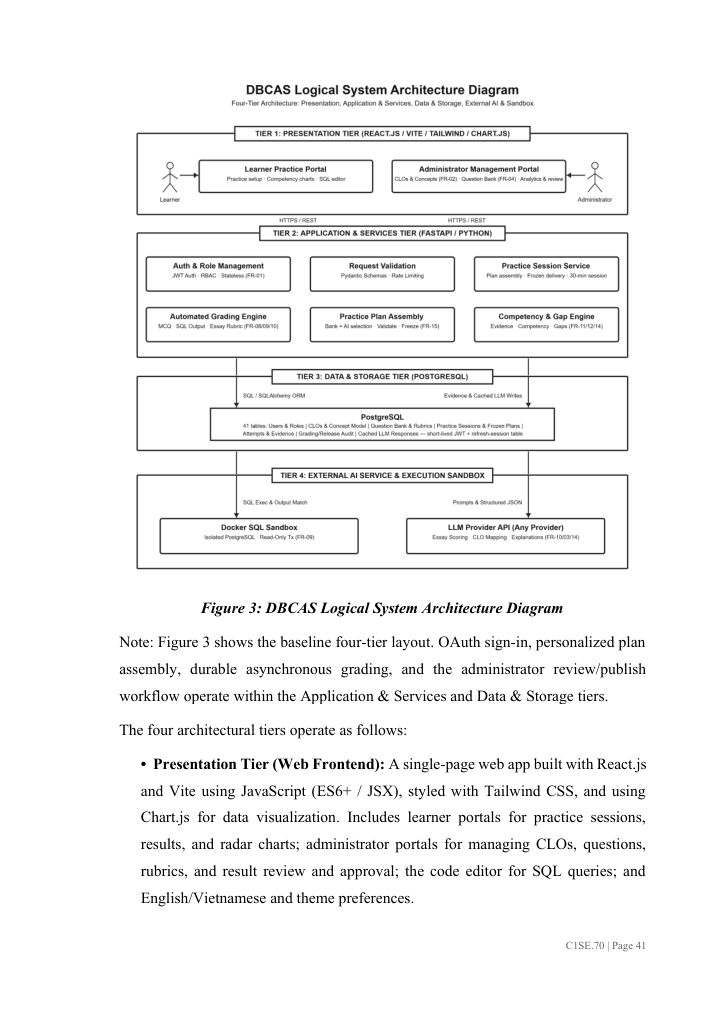 DBCAS Logical System Architecture Diagram
Four-Tier Architecture: Presentation, Application & Services, Data & Storage, External AI & Sandbox
TIER 1: PRESENTATION TIER (REACT.JS / VITE / TAILWIND / CHART.JS)
Learner Practice Portal
Practice setup · Competency charts · SQL editor
Administrator Management Portal
CLOs & Concepts (FR-02) · Question Bank (FR-04) · Analytics & review
Learner
Administrator
HTTPS / REST
HTTPS / REST
TIER 2: APPLICATION & SERVICES TIER (FASTAPI / PYTHON)
Auth & Role Management
JWT Auth · RBAC · Stateless (FR-01)
Request Validation
Pydantic Schemas · Rate Limiting
Practice Session Service
Plan assembly · Frozen delivery · 30-min session
Automated Grading Engine
MCQ · SQL Output · Essay Rubric (FR-08/09/10)
Practice Plan Assembly
Bank + AI selection · Validate · Freeze (FR-15)
Competency & Gap Engine
Evidence · Competency · Gaps (FR-11/12/14)
TIER 3: DATA & STORAGE TIER (POSTGRESQL)
SQL / SQLAlchemy ORM
Evidence & Cached LLM Writes
PostgreSQL
41 tables: Users & Roles | CLOs & Concept Model | Question Bank & Rubrics | Practice Sessions & Frozen Plans |
Attempts & Evidence | Grading/Release Audit | Cached LLM Responses — short-lived JWT + refresh-session table
TIER 4: EXTERNAL AI SERVICE & EXECUTION SANDBOX
SQL Exec & Output Match
Prompts & Structured JSON
Docker SQL Sandbox
Isolated PostgreSQL · Read-Only Tx (FR-09)
LLM Provider API (Any Provider)
Essay Scoring · CLO Mapping · Explanations (FR-10/03/14)
Figure 3: DBCAS Logical System Architecture Diagram
Note: Figure 3 shows the baseline four-tier layout. OAuth sign-in, personalized plan
assembly, durable asynchronous grading, and the administrator review/publish
workflow operate within the Application & Services and Data & Storage tiers.
The four architectural tiers operate as follows:
• Presentation Tier (Web Frontend): A single-page web app built with React.js
and Vite using JavaScript (ES6+ / JSX), styled with Tailwind CSS, and using
Chart.js for data visualization. Includes learner portals for practice sessions,
results, and radar charts; administrator portals for managing CLOs, questions,
rubrics, and result review and approval; the code editor for SQL queries; and
English/Vietnamese and theme preferences.
C1SE.70 | Page 41